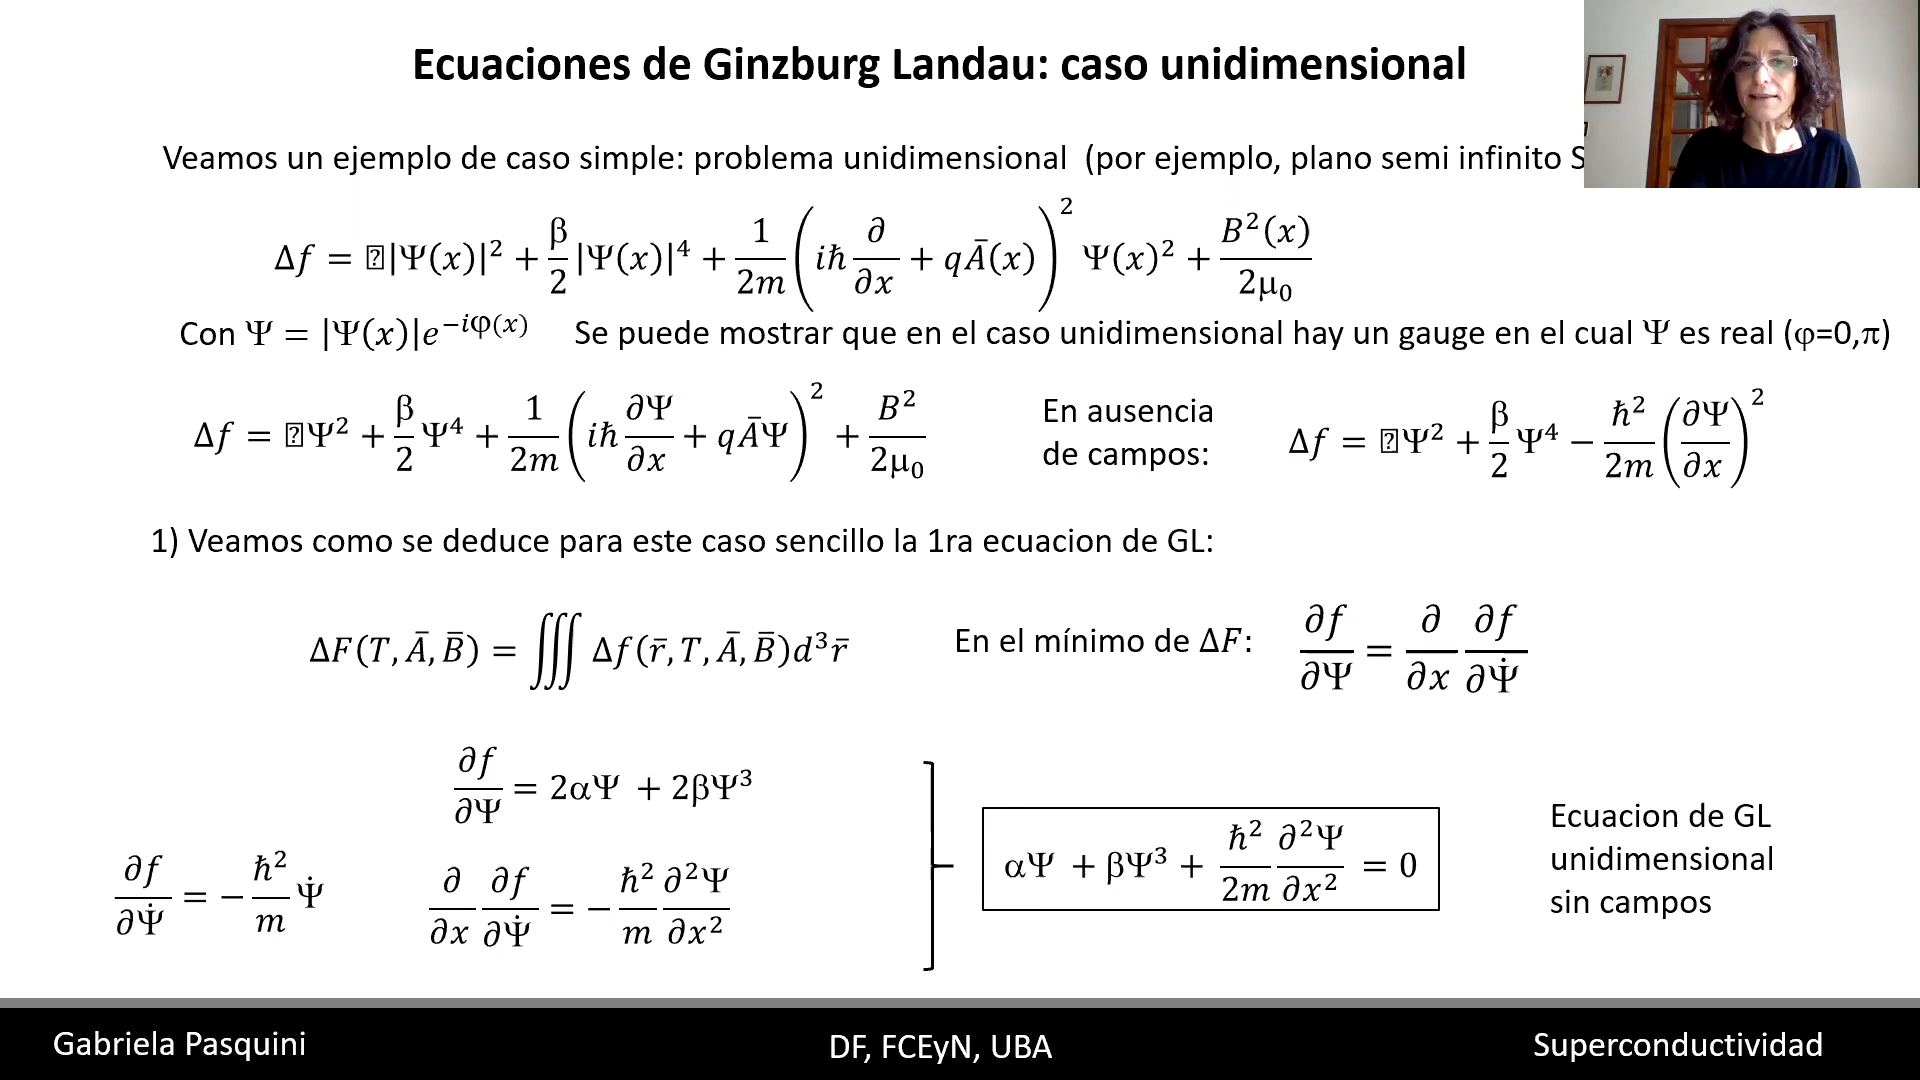 Ecuaciones de Ginzburg Landau: caso unidimensional
Veamos un ejemplo de caso simple: problema unidimensional (por ejemplo, plano semi infinito S
Δf = ⍰|Ψ(x)|² + β/2 |Ψ(x)|⁴ + 1/2m (iħ ∂/∂x + qĀ(x))² Ψ(x)² + B²(x)/2μ₀
Con Ψ = |Ψ(x)|e^{−iφ(x)} Se puede mostrar que en el caso unidimensional hay un gauge en el cual Ψ es real (φ=0,π)
Δf = ⍰Ψ² + β/2 Ψ⁴ + 1/2m (iħ ∂Ψ/∂x + qĀΨ)² + B²/2μ₀
En ausencia
de campos:
Δf = ⍰Ψ² + β/2 Ψ⁴ − ħ²/2m (∂Ψ/∂x)²
1) Veamos como se deduce para este caso sencillo la 1ra ecuacion de GL:
ΔF(T, Ā, B̄) = ∭ Δf(r̄, T, Ā, B̄)d³r̄
En el mínimo de ΔF: ∂f/∂Ψ = ∂/∂x ∂f/∂Ψ̇
∂f/∂Ψ = 2αΨ + 2βΨ³
∂f/∂Ψ̇ = − ħ²/m Ψ̇
∂/∂x ∂f/∂Ψ̇ = − ħ²/m ∂²Ψ/∂x²
αΨ + βΨ³ + ħ²/2m ∂²Ψ/∂x² = 0
Ecuacion de GL
unidimensional
sin campos
Gabriela Pasquini
DF, FCEyN, UBA
Superconductividad